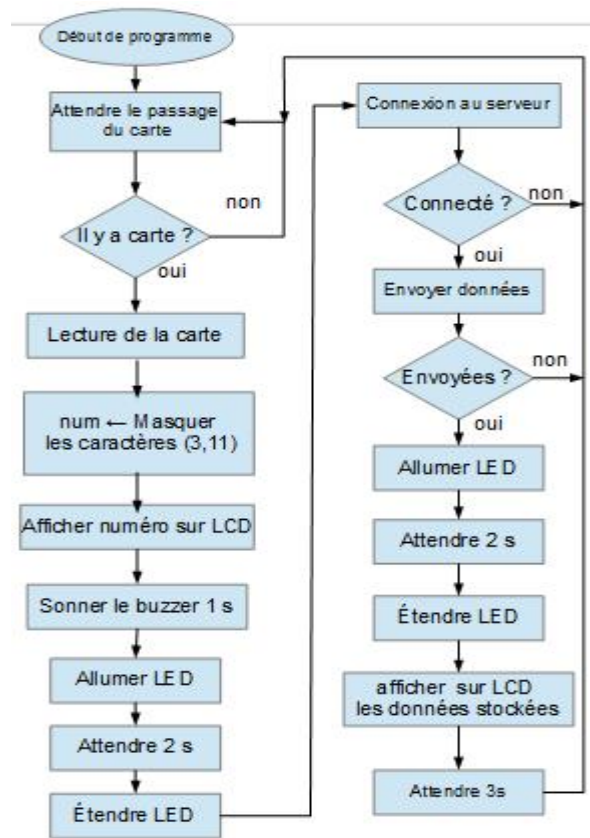 Début de programme
Attendre le passage
du carte
non
Il y a carte ?
oui
Lecture de la carte
num ← Masquer
les caractères (3,11)
Afficher numéro sur LCD
Sonner le buzzer 1 s
Allumer LED
Attendre 2 s
Étendre LED
Connexion au serveur
Connecté ?
non
oui
Envoyer données
Envoyées ?
non
oui
Allumer LED
Attendre 2 s
Étendre LED
afficher sur LCD
les données stockées
Attendre 3s